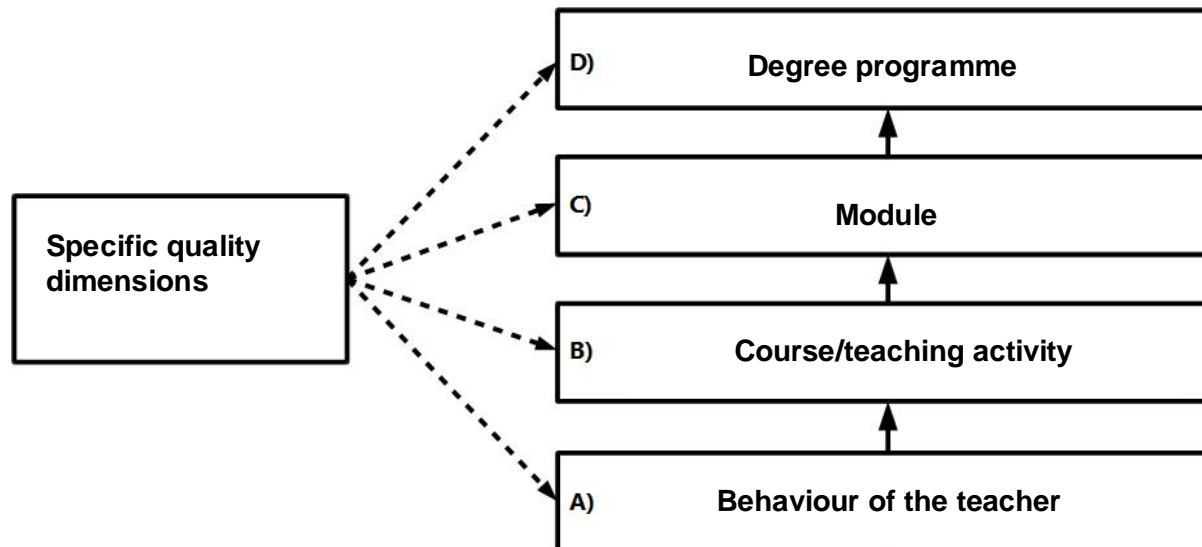 D) Degree programme
C) Module
Specific quality
dimensions
B) Course/teaching activity
A) Behaviour of the teacher